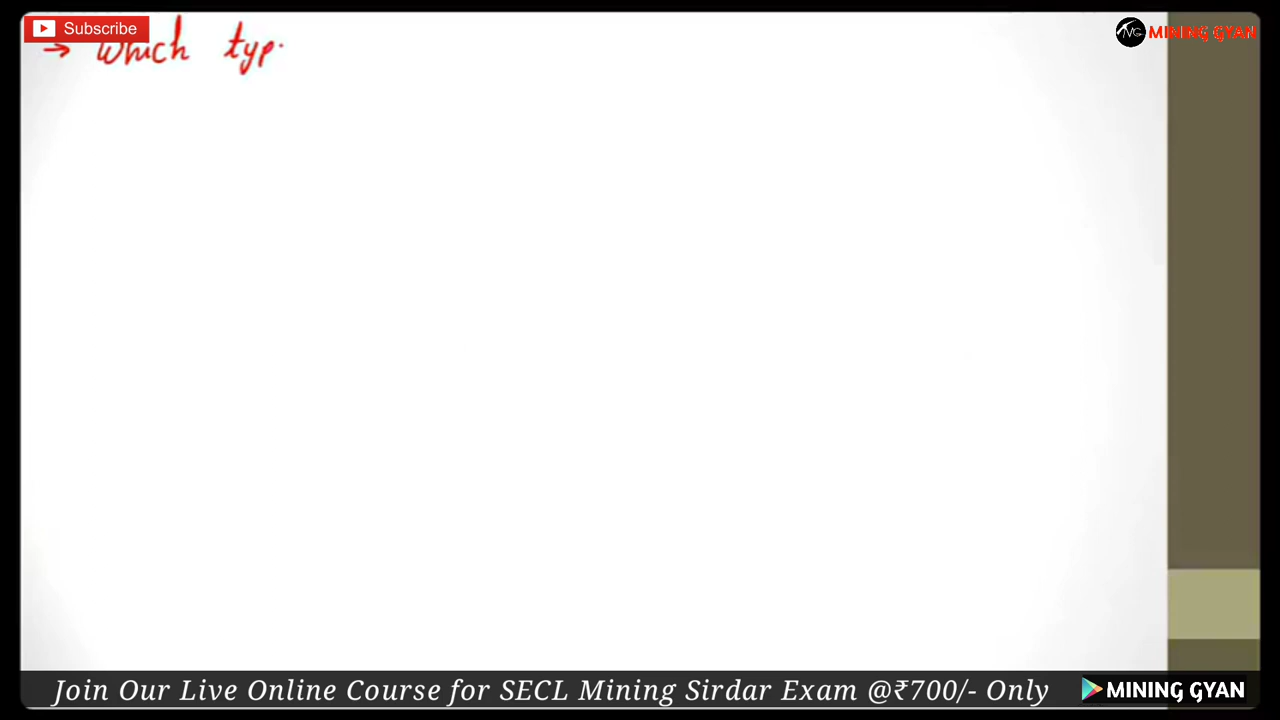 Subscribe
MINING GYAN
→ which typ
Join Our Live Online Course for SECL Mining Sirdar Exam @₹700/- Only
MINING GYAN